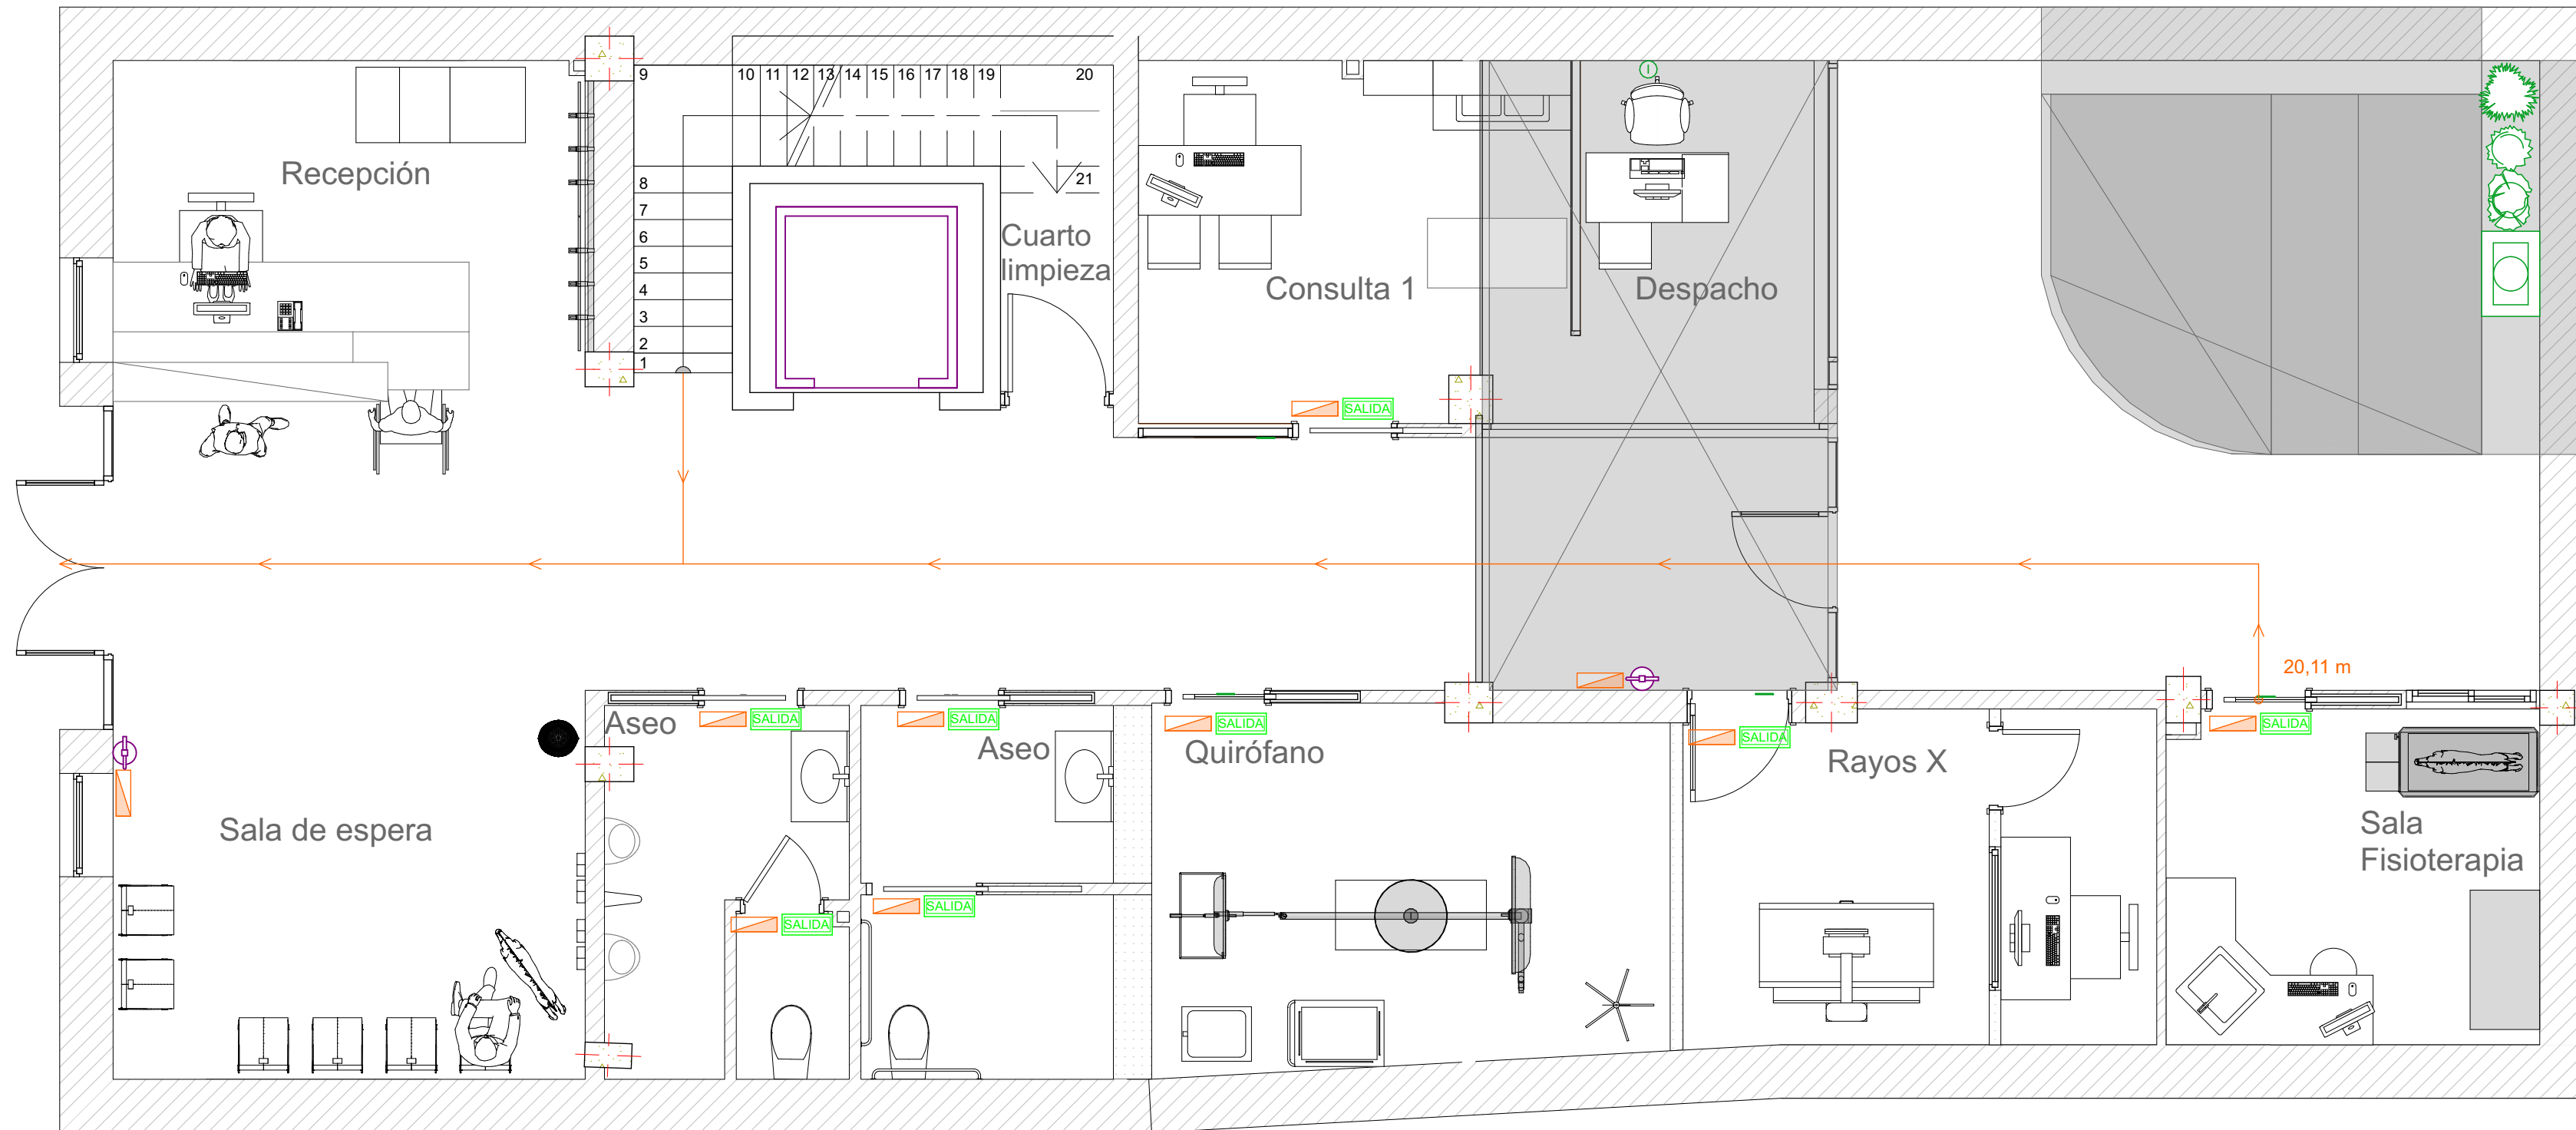 9
10 11 12 13 14 15 16 17 18 19 20
Recepción
8
21
7
6
5
4
3
2
1
Cuarto
limpieza
Consulta 1
Despacho
SALIDA
20,11 m
Aseo
SALIDA
SALIDA
Aseo
SALIDA
Quirófano
SALIDA
Rayos X
SALIDA
Sala de espera
Sala
Fisioterapia
SALIDA
SALIDA